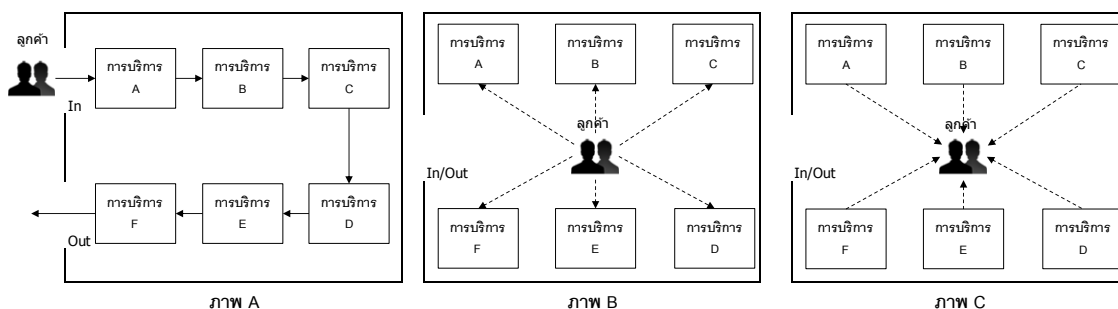 ลูกค้า
In
การบริการ
A
การบริการ
B
การบริการ
C
การบริการ
F
การบริการ
E
การบริการ
D
Out
ภาพ A
การบริการ
A
การบริการ
B
การบริการ
C
ลูกค้า
In/Out
การบริการ
F
การบริการ
E
การบริการ
D
ภาพ B
การบริการ
A
การบริการ
B
การบริการ
C
ลูกค้า
In/Out
การบริการ
F
การบริการ
E
การบริการ
D
ภาพ C